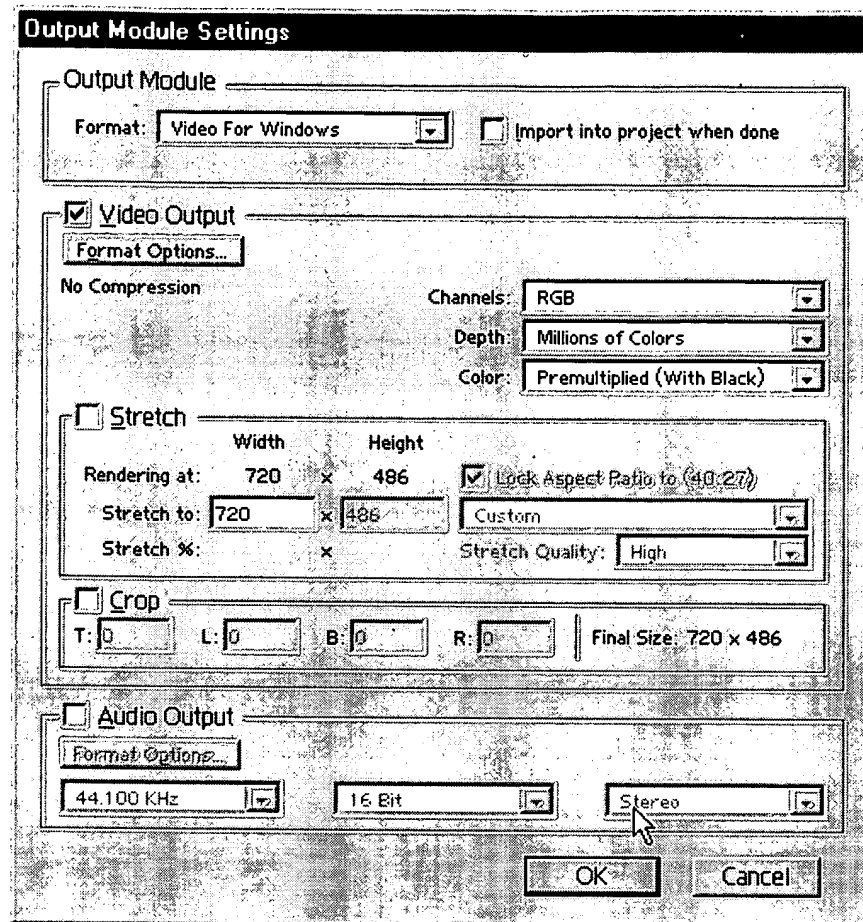 Output Module Settings
Output Module
Format: Video For Windows Import into project when done
Video Output
Format Options...
No Compression
Channels: RGB
Depth: Millions of Colors
Color: Premultiplied (With Black)
Stretch
Width Height
Rendering at: 720 x 486 Lock Aspect Ratio to (40:27)
Stretch to: 720 x 486 Custom
Stretch %: x Stretch Quality: High
Crop
T: 0 L: 0 B: 0 R: 0 Final Size: 720 x 486
Audio Output
Format Options...
44.100 KHz 16 Bit Stereo
OK Cancel